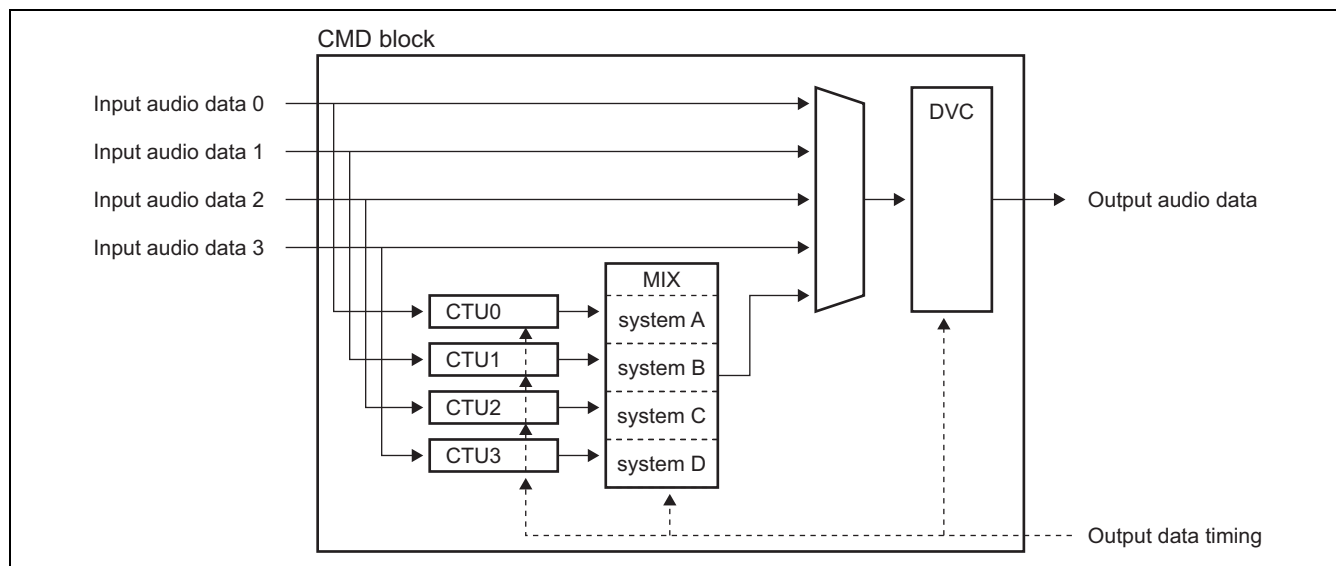 CMD block
Input audio data 0
Input audio data 1
Input audio data 2
Input audio data 3
DVC
Output audio data
MIX
CTU0
system A
CTU1
system B
CTU2
system C
CTU3
system D
Output data timing